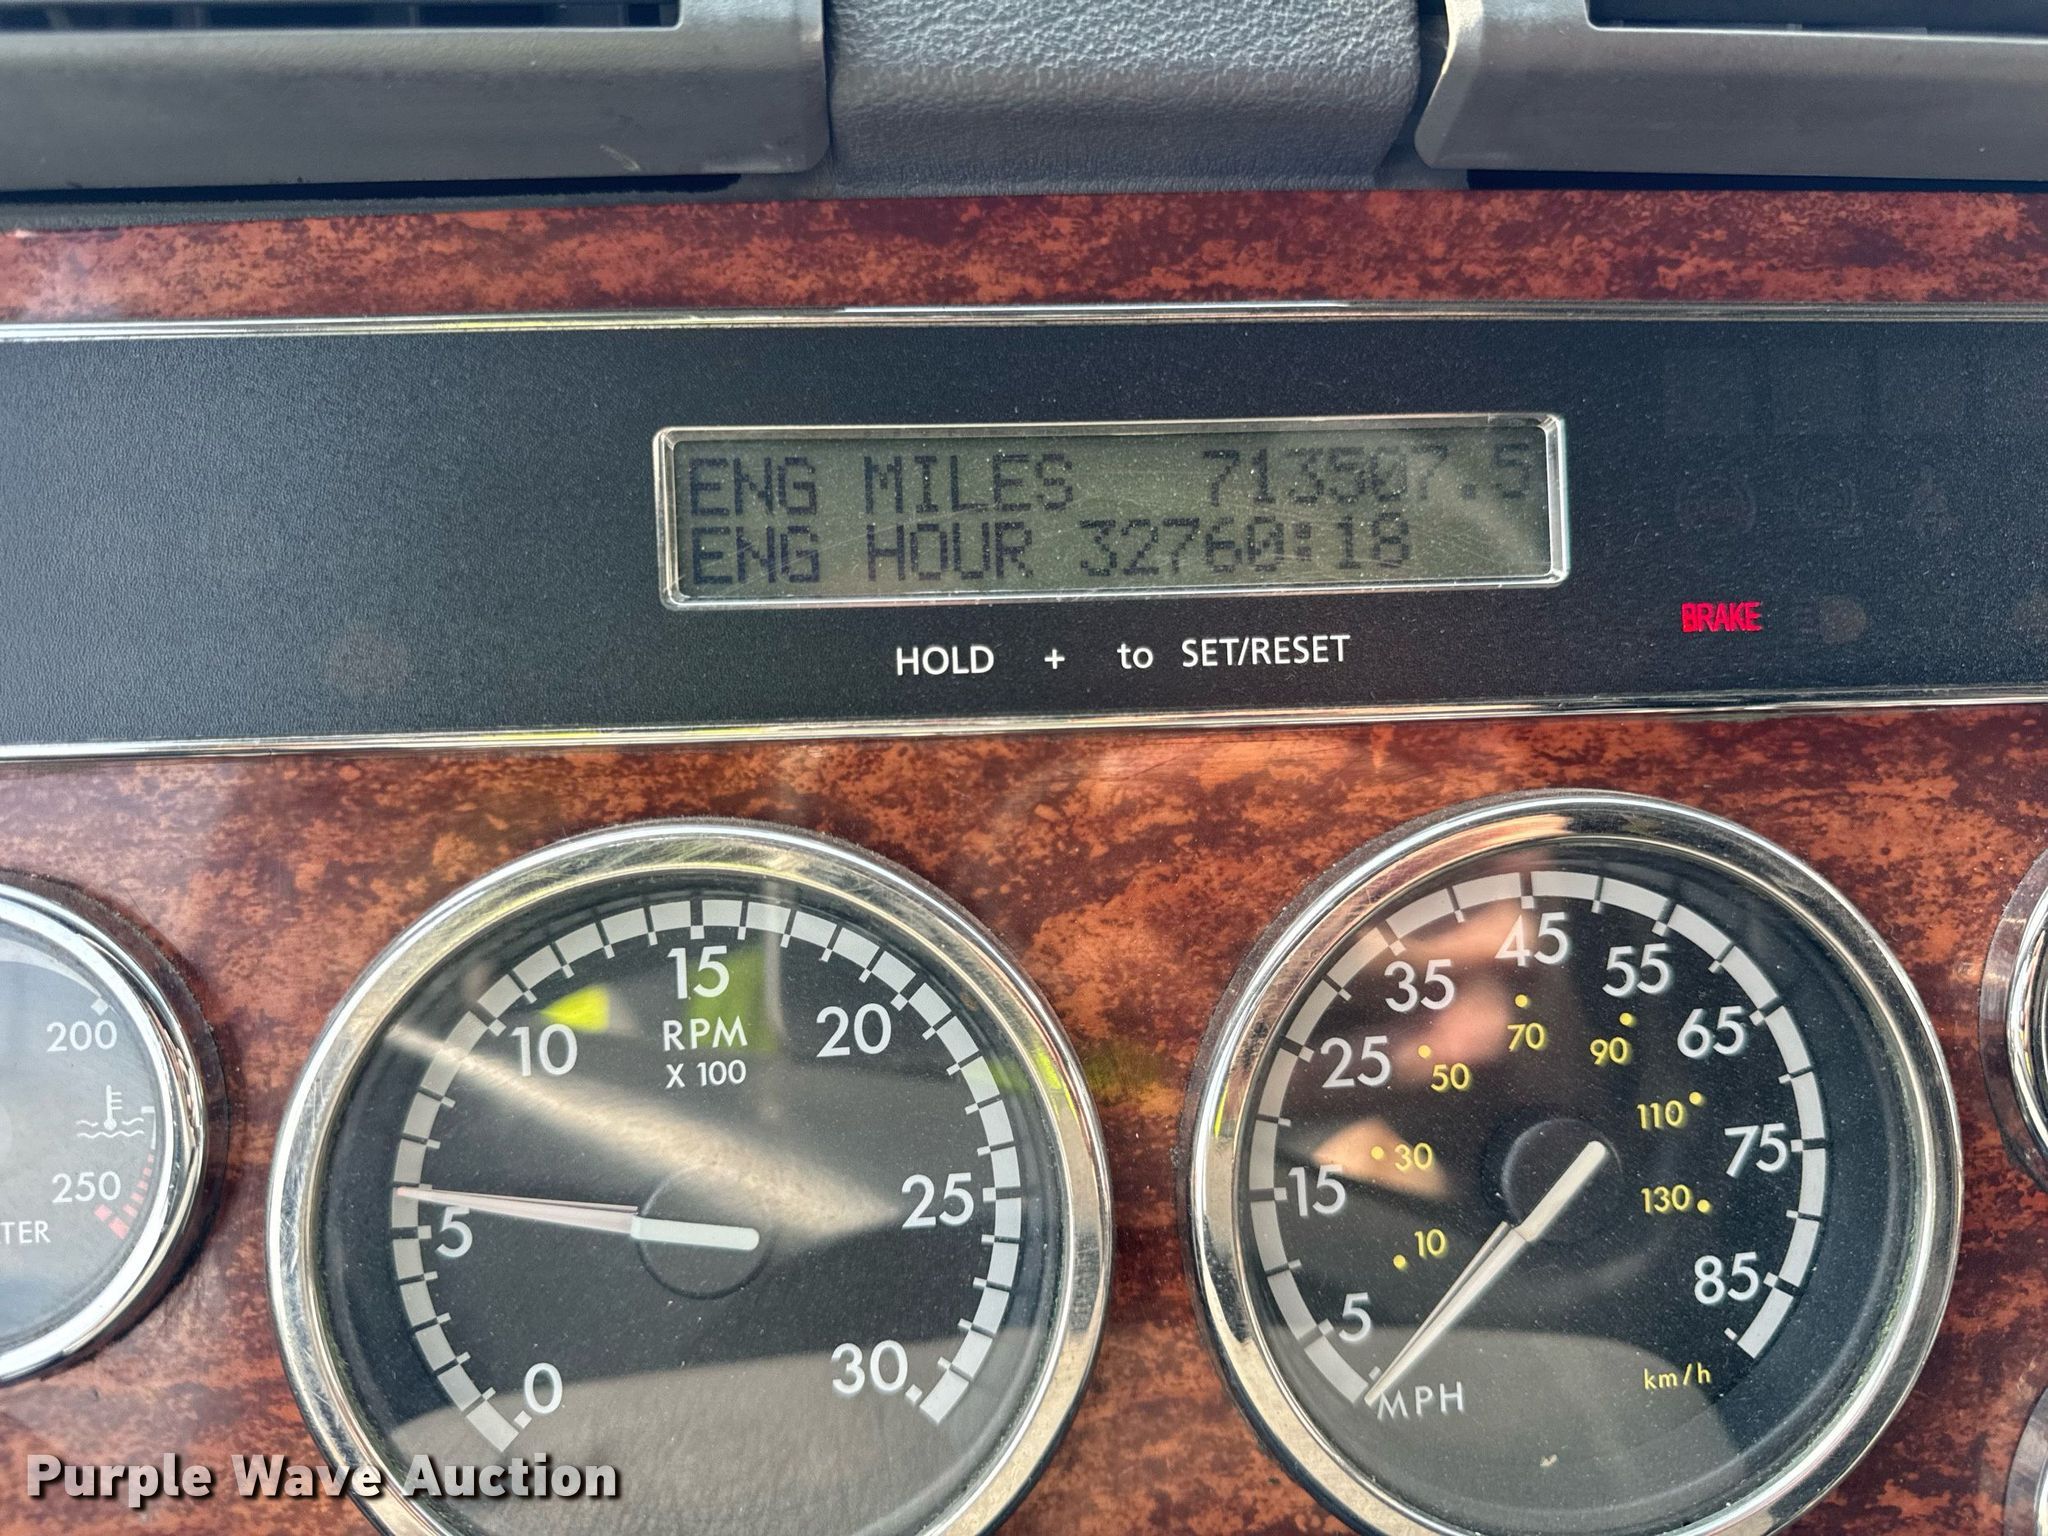 ENG MILES 713507.5
ENG HOUR 32760:18
HOLD + to SET/RESET
BRAKE
200
250
TER
0
5
10
15
20
25
30
RPM
X 100
5
15
25
35
45
55
65
75
85
MPH
10
30
50
70
90
110
130
km/h
Purple Wave Auction